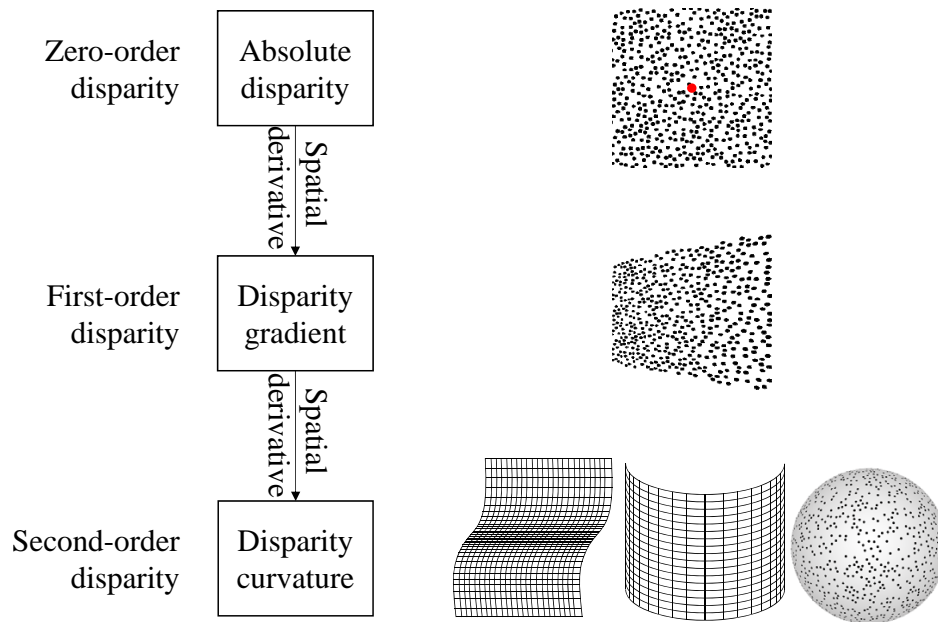 Zero-order
disparity
Absolute
disparity
Spatial
derivative
First-order
disparity
Disparity
gradient
Spatial
derivative
Second-order
disparity
Disparity
curvature